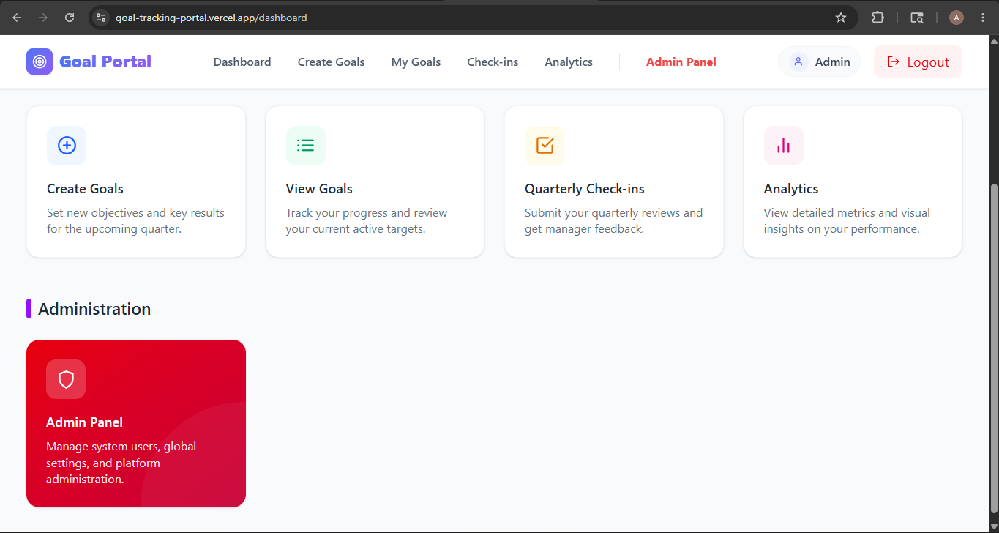 goal-tracking-portal.vercel.app/dashboard
A
Goal Portal
Dashboard
Create Goals
My Goals
Check-ins
Analytics
Admin Panel
Admin
Logout
Create Goals
Set new objectives and key results
for the upcoming quarter.
View Goals
Track your progress and review
your current active targets.
Quarterly Check-ins
Submit your quarterly reviews and
get manager feedback.
Analytics
View detailed metrics and visual
insights on your performance.
Administration
Admin Panel
Manage system users, global
settings, and platform
administration.